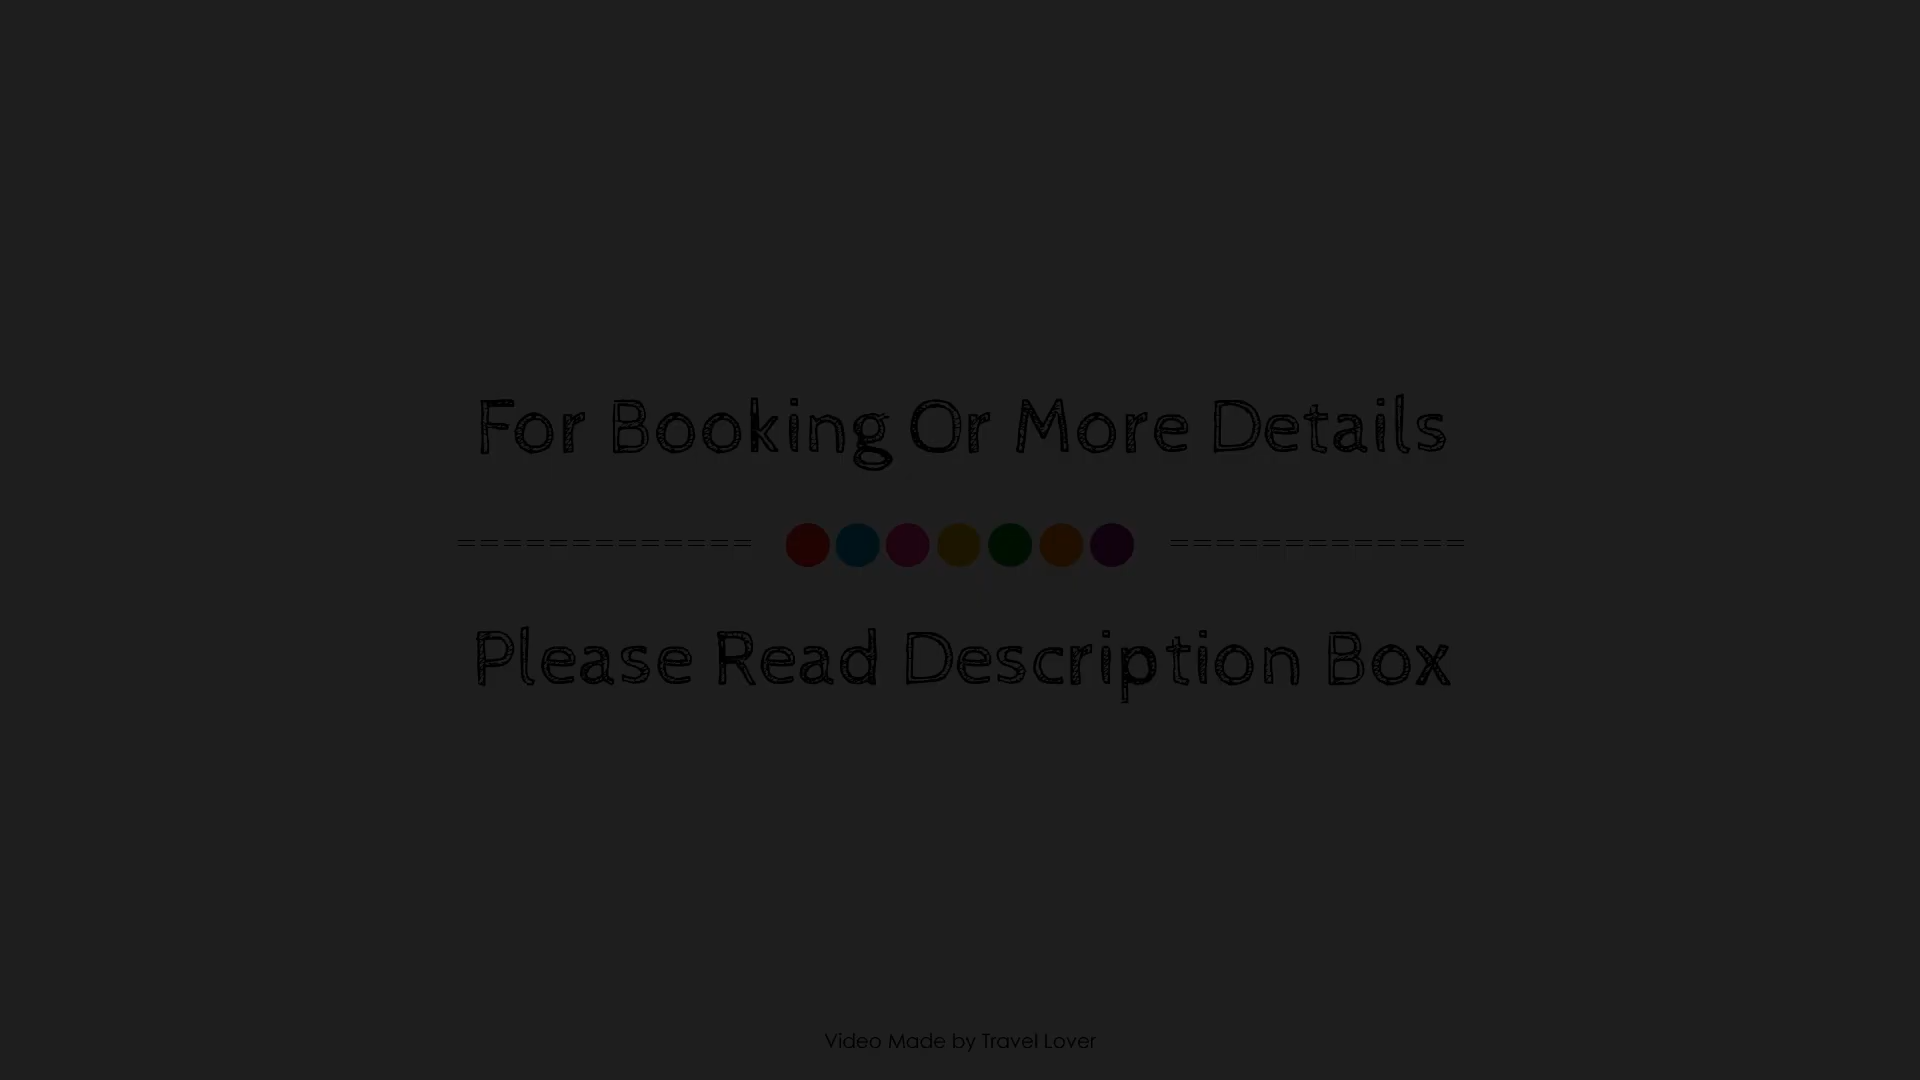 For Booking Or More Details
============= =============
Please Read Description Box
Video Made by Travel Lover